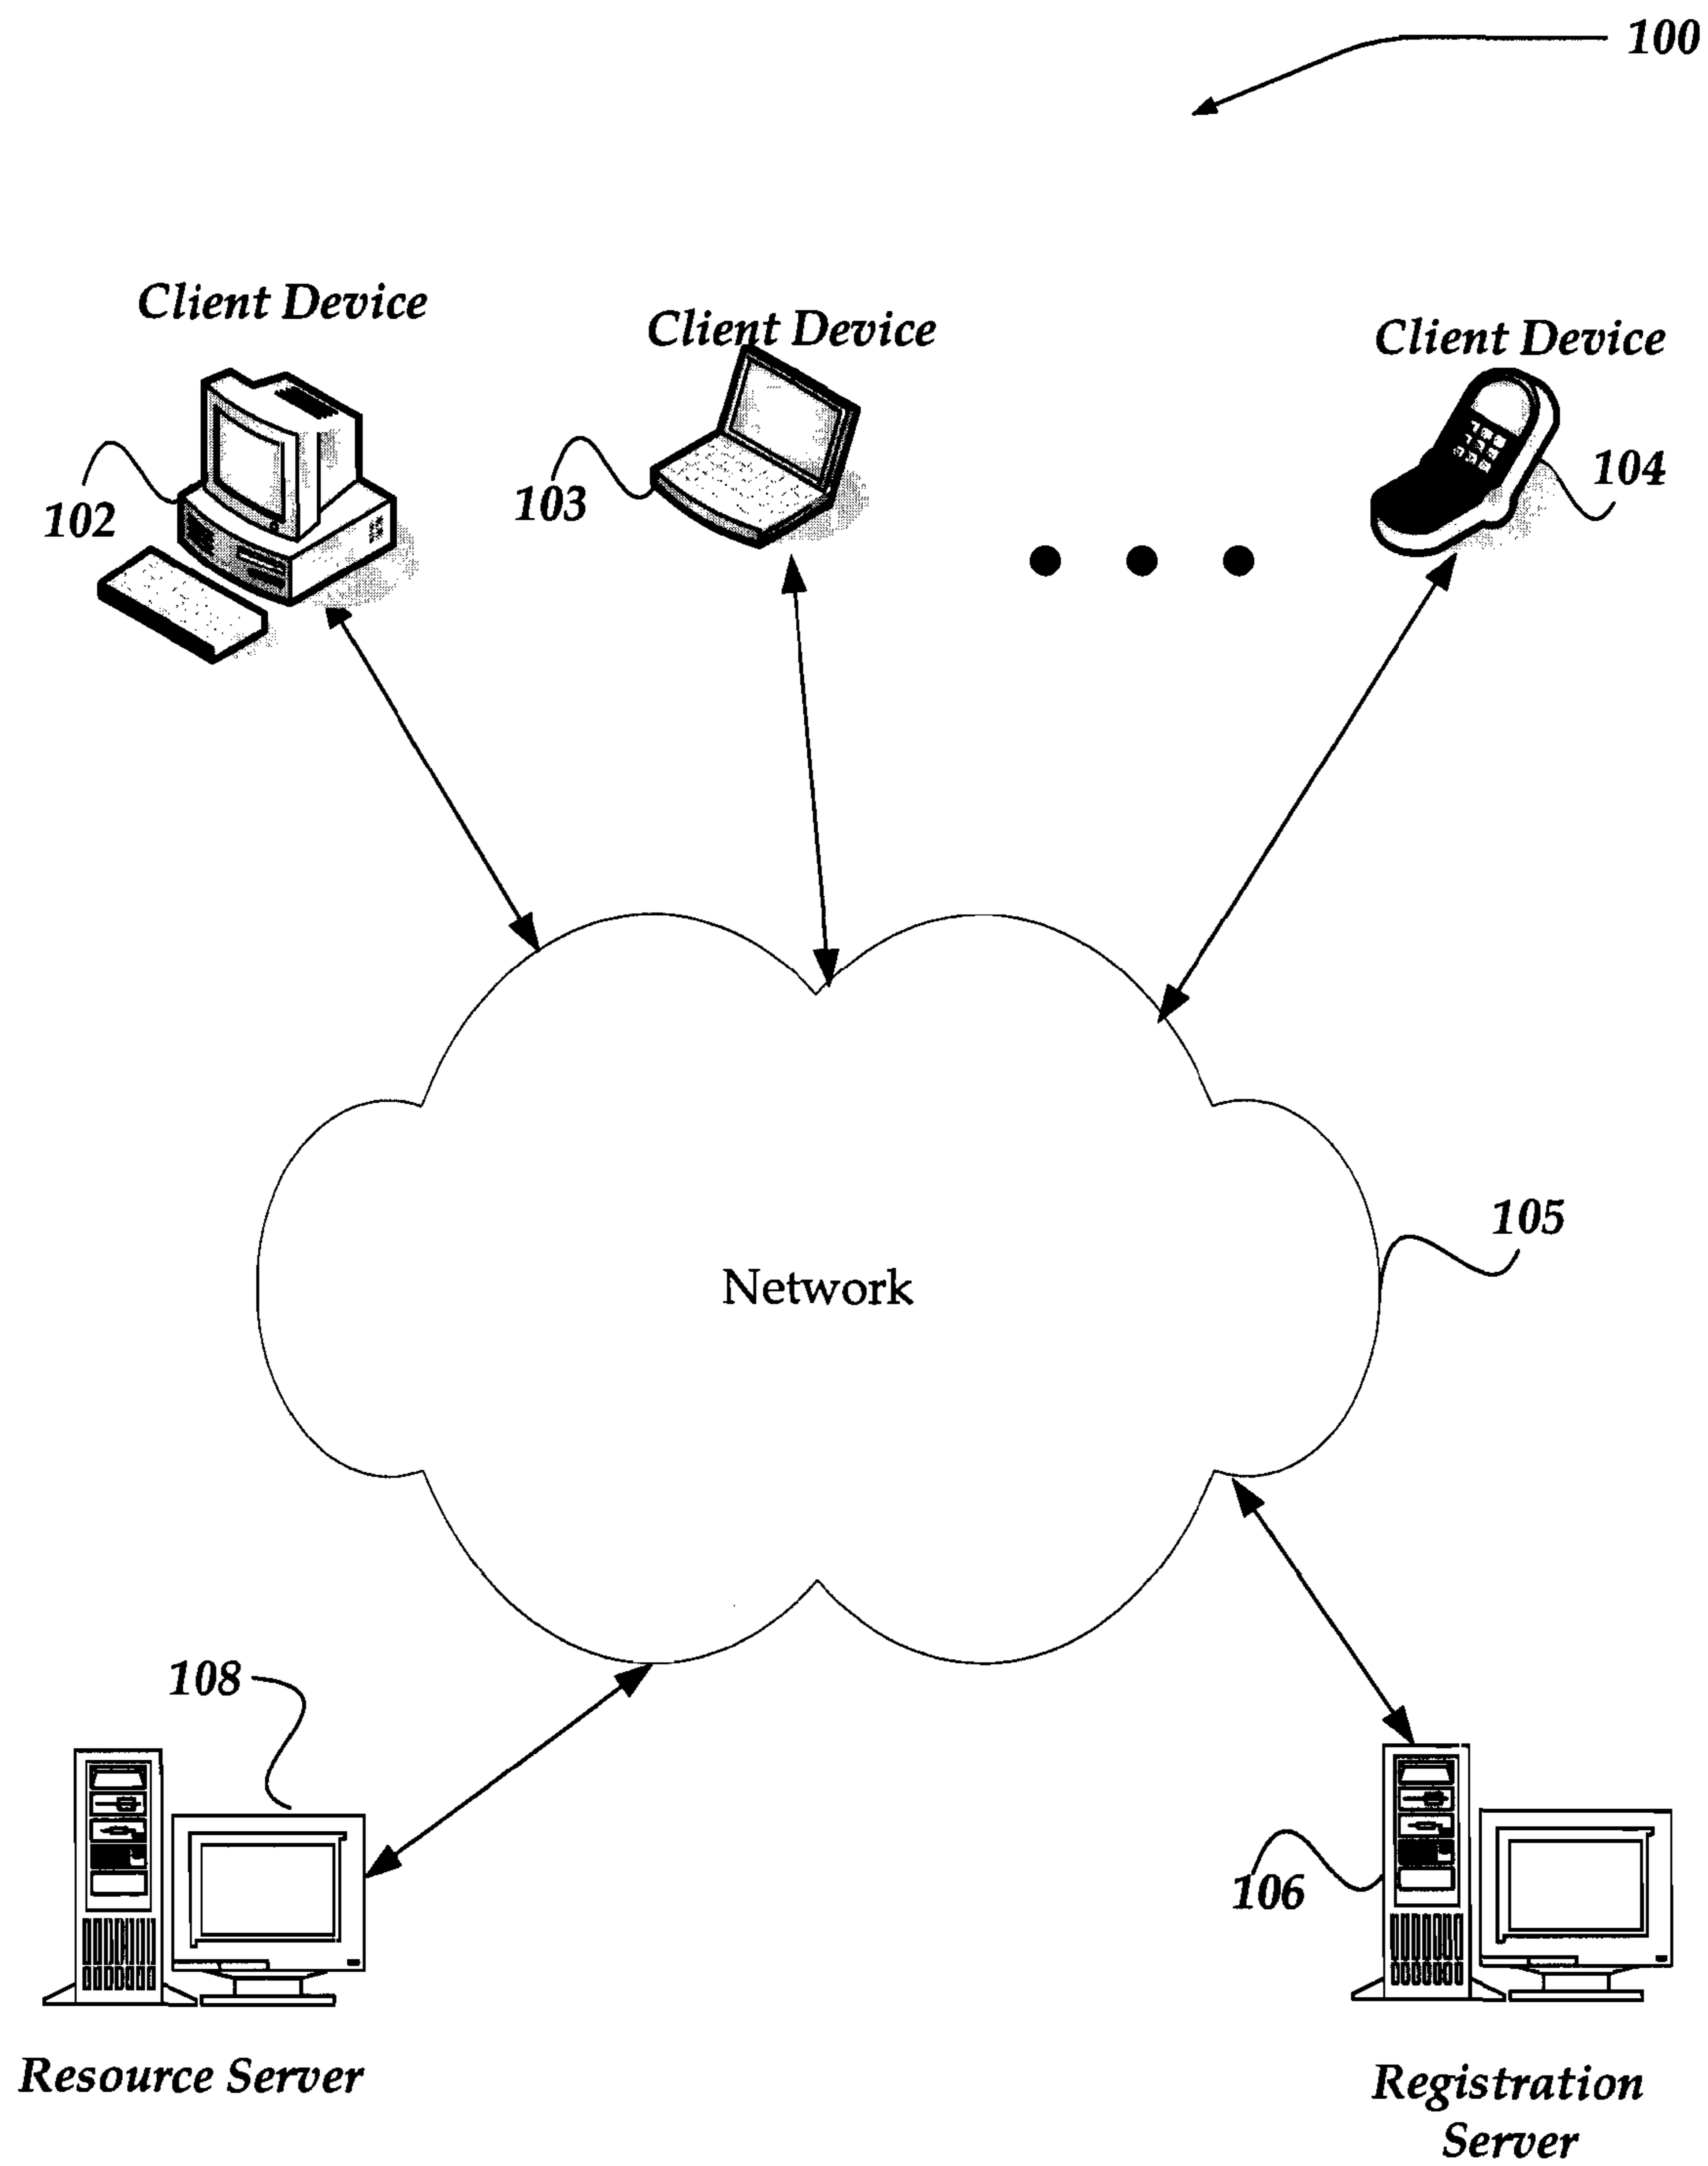 100
Client Device
Client Device
Client Device
102
103
104
105
Network
108
106
Resource Server
Registration
Server